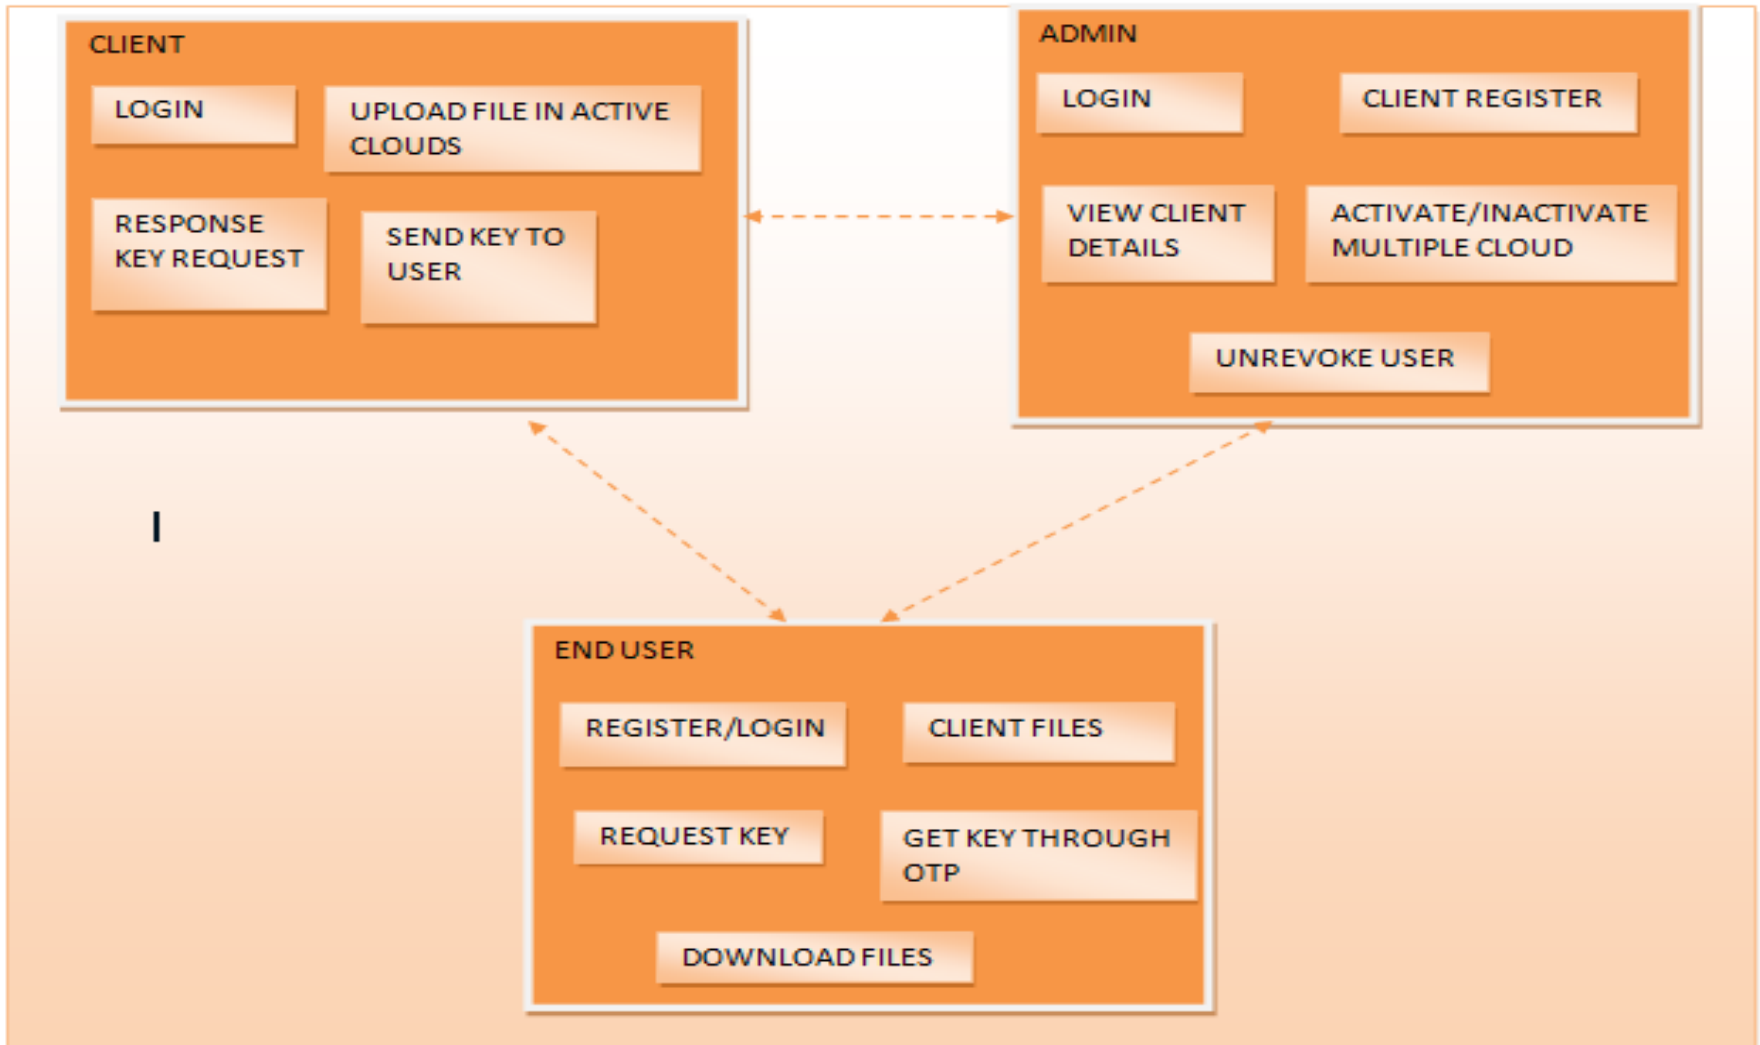 CLIENT
LOGIN
UPLOAD FILE IN ACTIVE
CLOUDS
RESPONSE
KEY REQUEST
SEND KEY TO
USER
ADMIN
LOGIN
CLIENT REGISTER
VIEW CLIENT
DETAILS
ACTIVATE/INACTIVATE
MULTIPLE CLOUD
UNREVOKE USER
I
END USER
REGISTER/LOGIN
CLIENT FILES
REQUEST KEY
GET KEY THROUGH
OTP
DOWNLOAD FILES